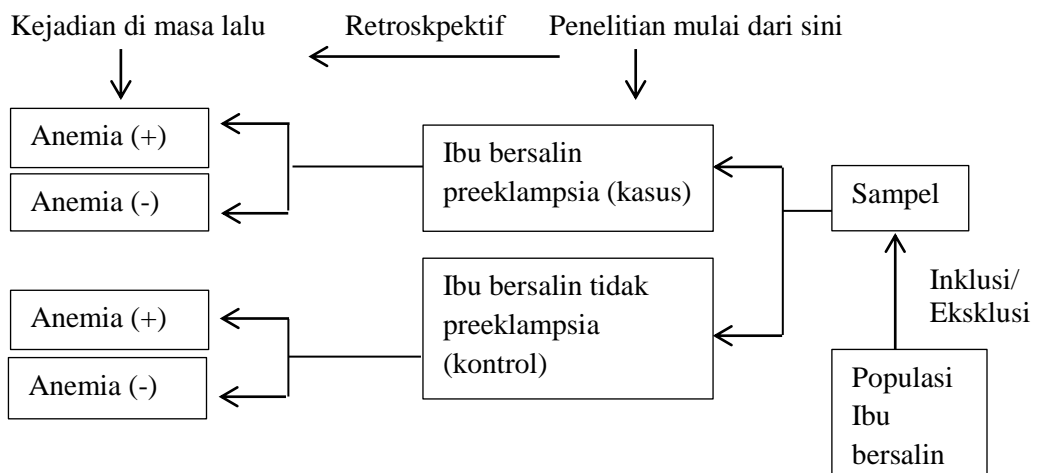 Kejadian di masa lalu
Retroskpektif
Penelitian mulai dari sini
Anemia (+)
Anemia (-)
Ibu bersalin
preeklampsia (kasus)
Sampel
Anemia (+)
Anemia (-)
Ibu bersalin tidak
preeklampsia
(kontrol)
Inklusi/
Eksklusi
Populasi
Ibu
bersalin